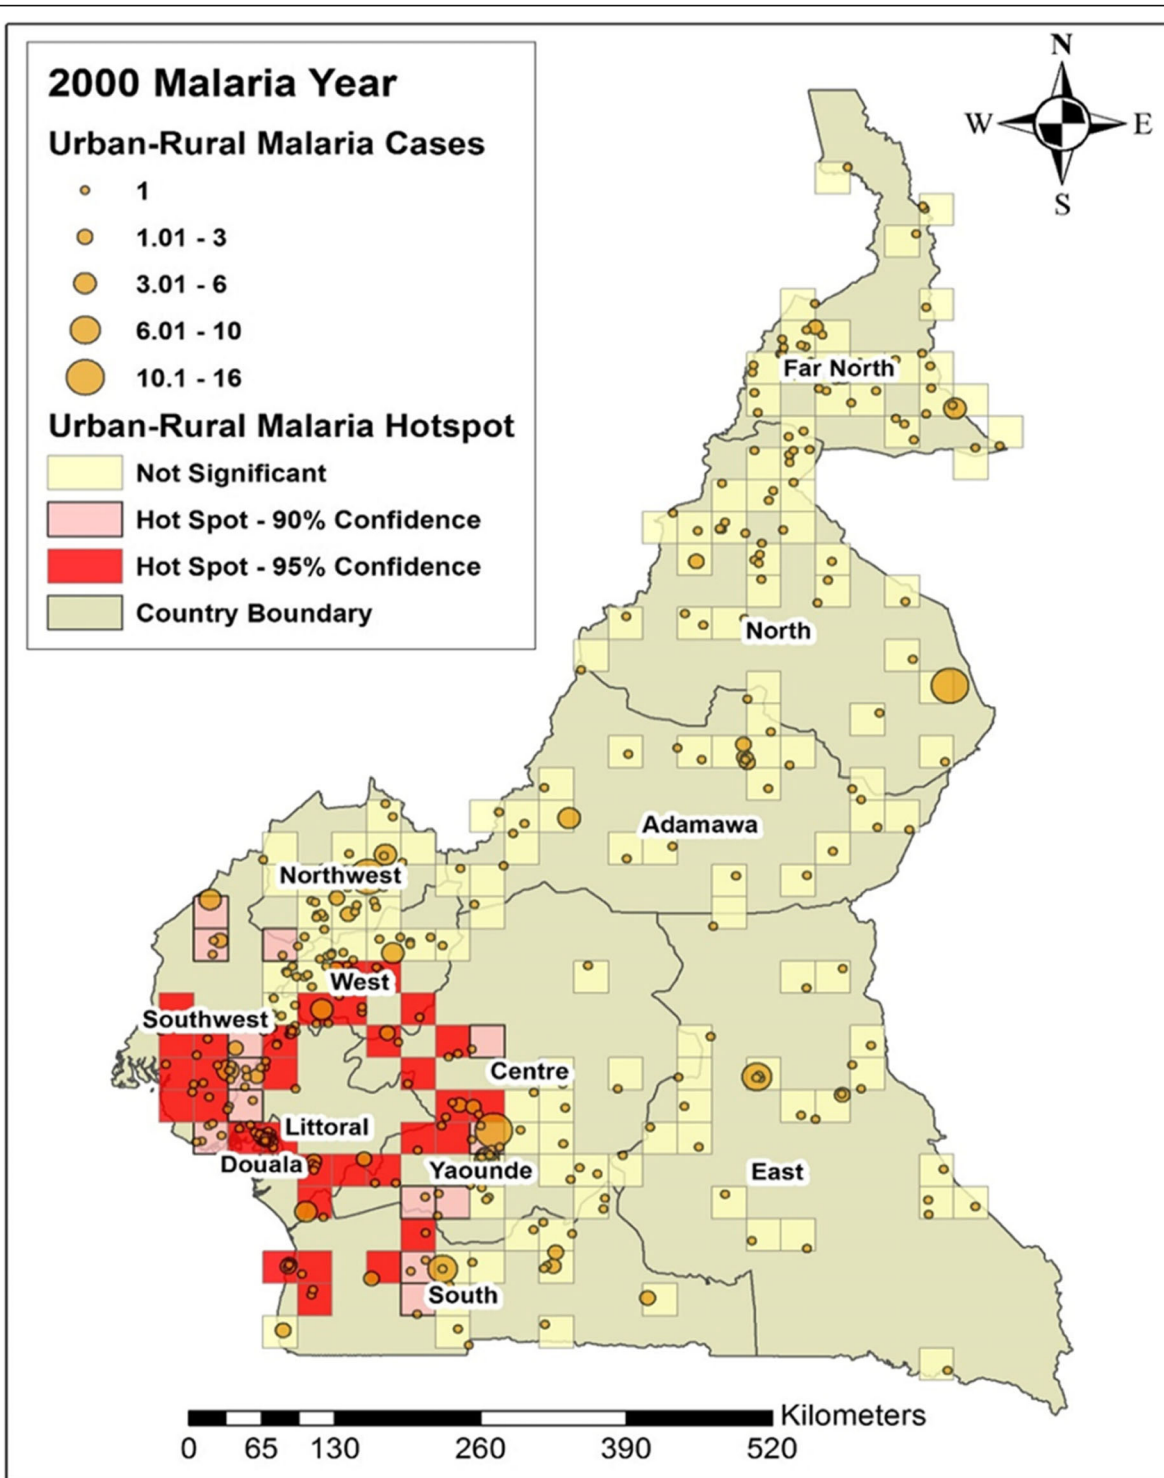 2000 Malaria Year
Urban-Rural Malaria Cases
1
1.01 - 3
3.01 - 6
6.01 - 10
10.1 - 16
Urban-Rural Malaria Hotspot
Not Significant
Hot Spot - 90% Confidence
Hot Spot - 95% Confidence
Country Boundary
N
W E
S
Far North
North
Adamawa
Northwest
West
Southwest
Centre
Littoral
Douala
Yaounde
East
South
Kilometers
0 65 130 260 390 520